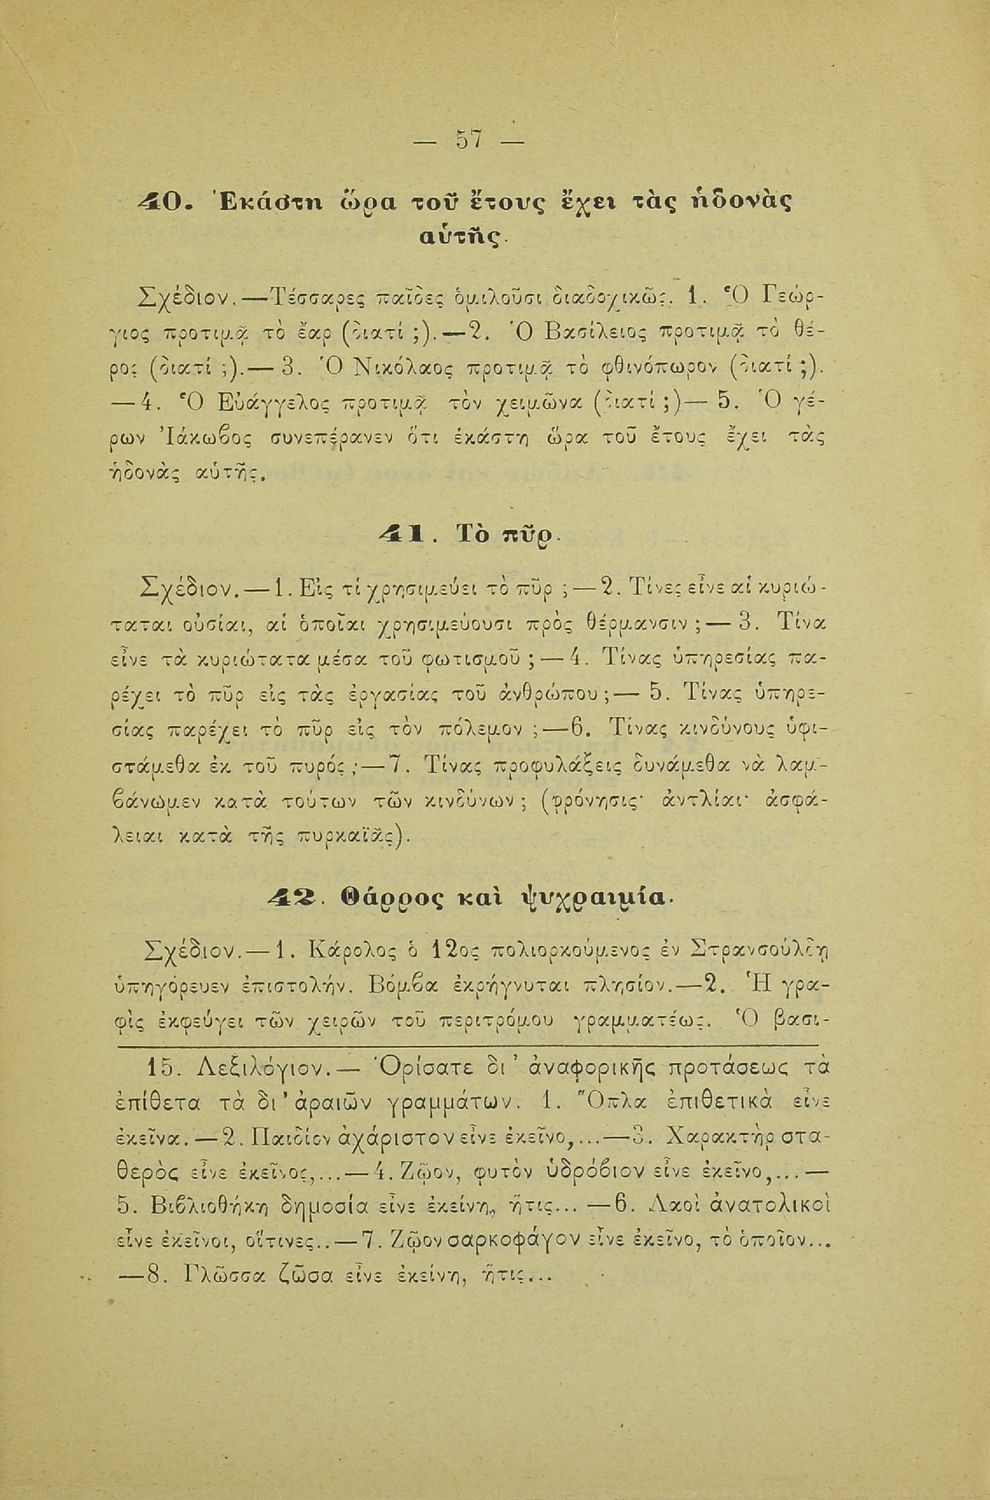 — 57 —
40. Ἑκάστη ὥρα τοῦ ἔτους ἔχει τὰς ἡδονὰς
αὑτῆς.
Σχέδιον.—Τέσσαρες παῖδες ὁμιλοῦσι διαδοχικῶς. 1. Ὁ Γεώρ-
γιος προτιμᾷ τὸ ἔαρ (διατί ;).—2. Ὁ Βασίλειος προτιμᾷ τὸ θέ-
ρος (διατί ;).— 3. Ὁ Νικόλαος προτιμᾷ τὸ φθινόπωρον (διατί ;).
— 4. Ὁ Εὐάγγελος προτιμᾷ τὸν χειμῶνα (διατί ;)— 5. Ὁ γέ-
ρων Ἰάκωβος συνεπέρανεν ὅτι ἑκάστη ὥρα τοῦ ἔτους ἔχει τὰς
ἡδονὰς αὑτῆς.
41. Τὸ πῦρ.
Σχέδιον.—1. Εἰς τί χρησιμεύει τὸ πῦρ ;—2. Τίνες εἶνε αἱ κυριώ-
ταται οὐσίαι, αἱ ὁποῖαι χρησιμεύουσι πρὸς θέρμανσιν ;— 3. Τίνα
εἶνε τὰ κυριώτατα μέσα τοῦ φωτισμοῦ ; —4. Τίνας ὑπηρεσίας πα-
ρέχει τὸ πῦρ εἰς τὰς ἐργασίας τοῦ ἀνθρώπου;— 5. Τίνας ὑπηρε-
σίας παρέχει τὸ πῦρ εἰς τὸν πόλεμον ;—6. Τίνας κινδύνους ὑφι-
στάμεθα ἐκ τοῦ πυρός ;—7. Τίνας προφυλάξεις δυνάμεθα νὰ λαμ-
βάνωμεν κατὰ τούτων τῶν κινδύνων ; (φρόνησις· ἀντλίαι· ἀσφά-
λειαι κατὰ τῆς πυρκαϊᾶς).
42. Θάρρος καὶ ψυχραιμία.
Σχέδιον.—1. Κάρολος ὁ 12ος πολιορκούμενος ἐν Στρανσούλδῃ
ὑπηγόρευεν ἐπιστολήν. Βόμβα ἐκρήγνυται πλησίον.—2. Ἡ γρα-
φὶς ἐκφεύγει τῶν χειρῶν τοῦ περιτρόμου γραμματέως. Ὁ βασι-
15. Λεξιλόγιον.— Ὁρίσατε δι' ἀναφορικῆς προτάσεως τὰ
ἐπίθετα τὰ δι' ἀραιῶν γραμμάτων. 1. Ὅπλα ἐπιθετικὰ εἶνε
ἐκεῖνα.—2. Παιδίον ἀχάριστον εἶνε ἐκεῖνο,...—3. Χαρακτὴρ στα-
θερὸς εἶνε ἐκεῖνος,...—4. Ζῷον, φυτὸν ὑδρόβιον εἶνε ἐκεῖνο,...—
5. Βιβλιοθήκη δημοσία εἶνε ἐκείνη, ἥτις... —6. Λαοὶ ἀνατολικοὶ
εἶνε ἐκεῖνοι, οἵτινες..—7. Ζῷον σαρκοφάγον εἶνε ἐκεῖνο, τὸ ὁποῖον...
—8. Γλῶσσα ζῶσα εἶνε ἐκείνη, ἥτις...